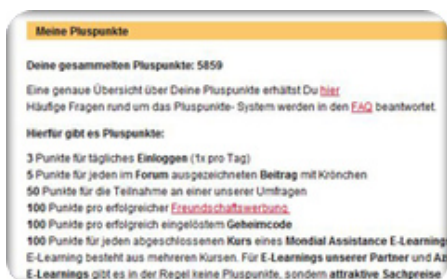 Meine Pluspunkte
Deine gesammelten Pluspunkte: 5859
Eine genaue Übersicht über Deine Pluspunkte erhältst Du hier
Häufige Fragen rund um das Pluspunkte- System werden in den FAQ beantwortet.
Hierfür gibt es Pluspunkte:
3 Punkte für tägliches Einloggen (1x pro Tag)
5 Punkte für jeden im Forum ausgezeichneten Beitrag mit Krönchen
50 Punkte für die Teilnahme an einer unserer Umfragen
100 Punkte pro erfolgreicher Freundschaftswerbung
100 Punkte pro erfolgreich eingelöstem Geheimcode
100 Punkte für jeden abgeschlossenen Kurs eines Mondial Assistance E-Learning
E-Learning besteht aus mehreren Kursen. Für E-Learnings unserer Partner und
E-Learnings gibt es in der Regel keine Pluspunkte, sondern attraktive Sachpreise